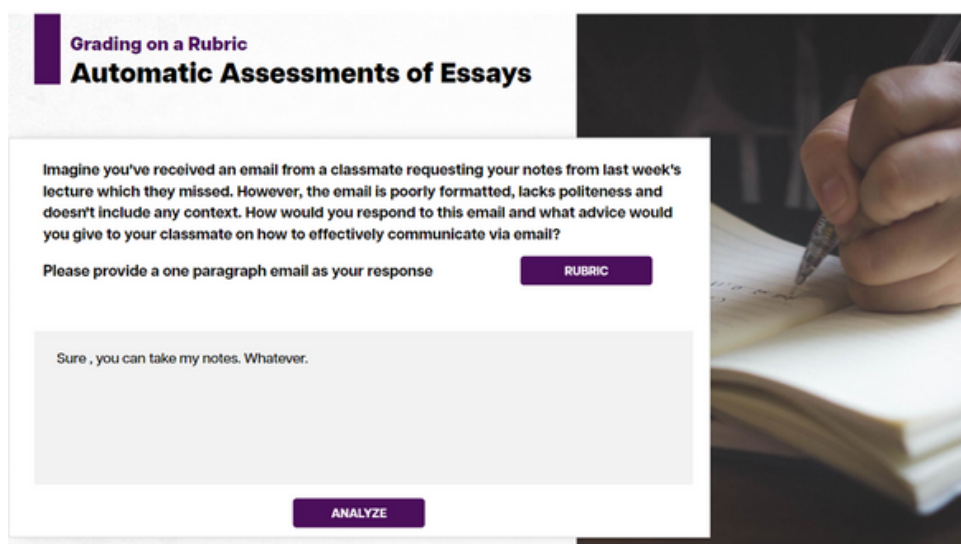 Grading on a Rubric
Automatic Assessments of Essays
Imagine you've received an email from a classmate requesting your notes from last week's
lecture which they missed. However, the email is poorly formatted, lacks politeness and
doesn't include any context. How would you respond to this email and what advice would
you give to your classmate on how to effectively communicate via email?
Please provide a one paragraph email as your response
RUBRIC
Sure , you can take my notes. Whatever.
ANALYZE